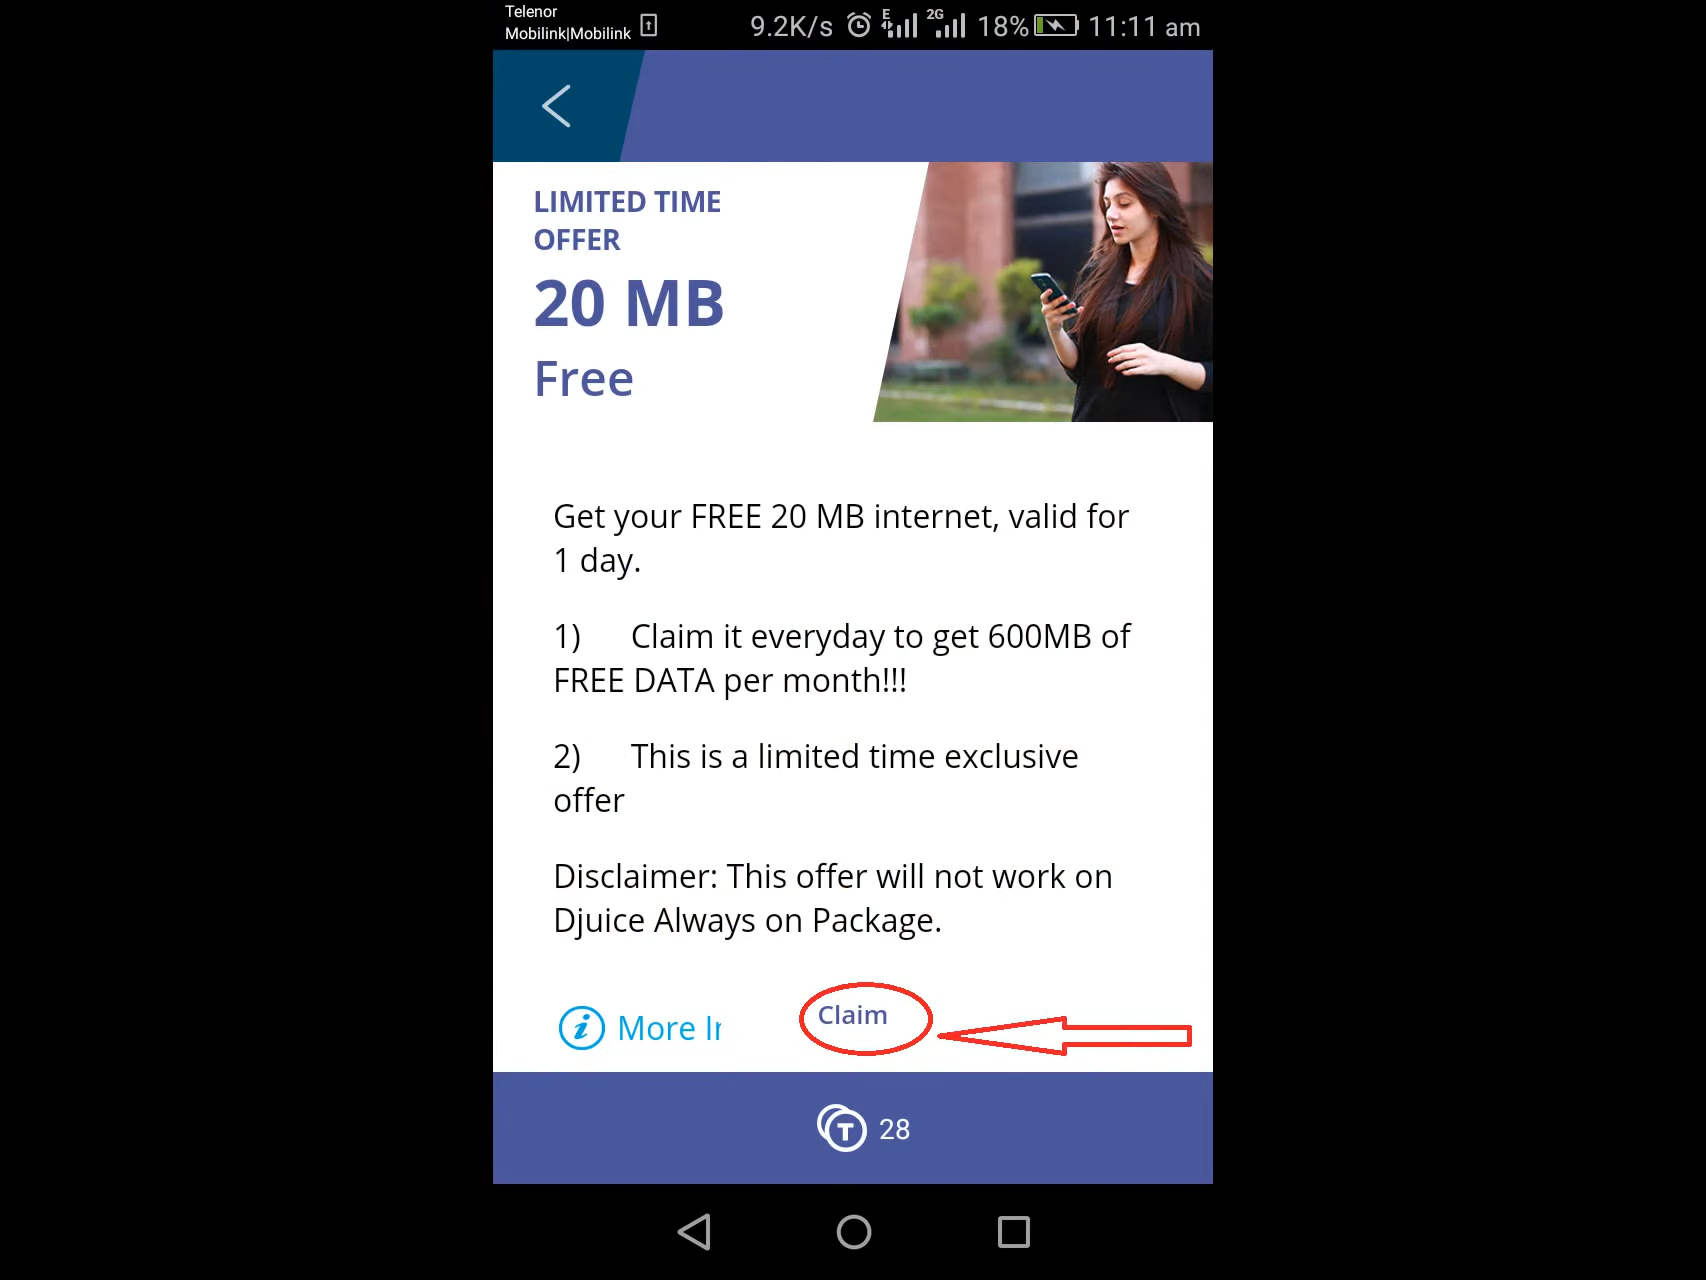 Telenor
Mobilink|Mobilink
9.2K/s E 2G 18% 11:11 am
LIMITED TIME
OFFER
20 MB
Free
Get your FREE 20 MB internet, valid for
1 day.
1) Claim it everyday to get 600MB of
FREE DATA per month!!!
2) This is a limited time exclusive
offer
Disclaimer: This offer will not work on
Djuice Always on Package.
i More In
Claim
T 28